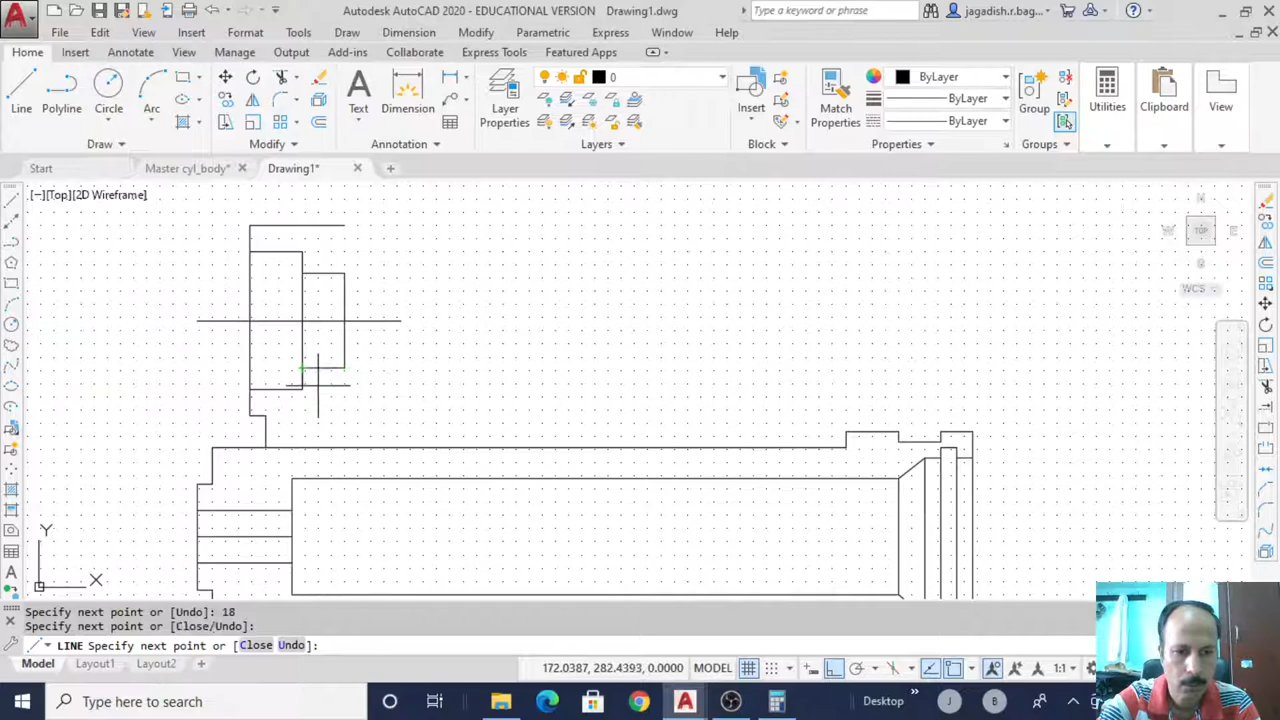 Autodesk AutoCAD 2020 - EDUCATIONAL VERSION Drawing1.dwg
Type a keyword or phrase
jagadish.r.bag...
File Edit View Insert Format Tools Draw Dimension Modify Parametric Express Window Help
Home Insert Annotate View Manage Output Add-ins Collaborate Express Tools Featured Apps
0
ByLayer
ByLayer
ByLayer
Line Polyline Circle Arc
Text Dimension
Layer Properties
Insert
Match Properties
Group
Utilities
Clipboard
View
Draw Modify Annotation Layers Block Properties Groups
Start Master cyl_body* Drawing1*
[−][Top][2D Wireframe]
N
TOP
E
S
WCS
Y
X
Specify next point or [Undo]: 18
Specify next point or [Close/Undo]:
LINE Specify next point or [Close Undo]:
Model Layout1 Layout2
172.0387, 282.4393, 0.0000 MODEL
1:1
Type here to search
Desktop
J
B